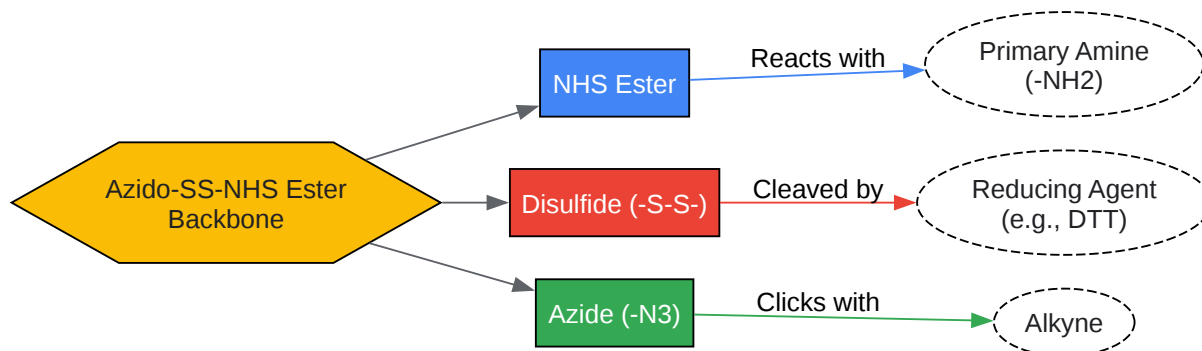 Azido-SS-NHS Ester
Backbone
NHS Ester
Reacts with
Primary Amine
(-NH2)
Disulfide (-S-S-)
Cleaved by
Reducing Agent
(e.g., DTT)
Azide (-N3)
Clicks with
Alkyne